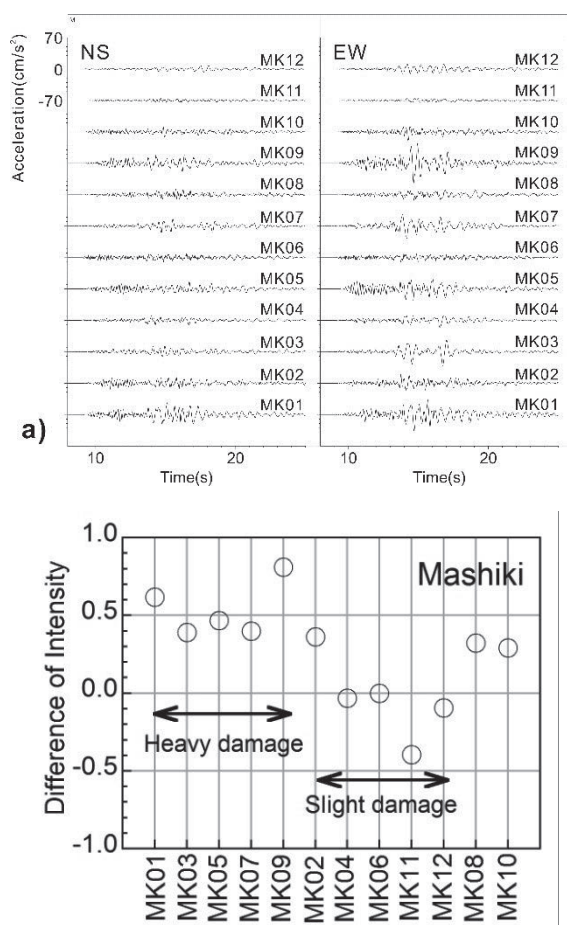 M
NS
EW
Acceleration(cm/s²)
70
0
-70
MK12
MK11
MK10
MK09
MK08
MK07
MK06
MK05
MK04
MK03
MK02
MK01
MK12
MK11
MK10
MK09
MK08
MK07
MK06
MK05
MK04
MK03
MK02
MK01
a)
10
20
10
20
Time(s)
Time(s)
Mashiki
Difference of Intensity
1.0
0.5
0.0
-0.5
-1.0
Heavy damage
Slight damage
MK01
MK03
MK05
MK07
MK09
MK02
MK04
MK06
MK11
MK12
MK08
MK10